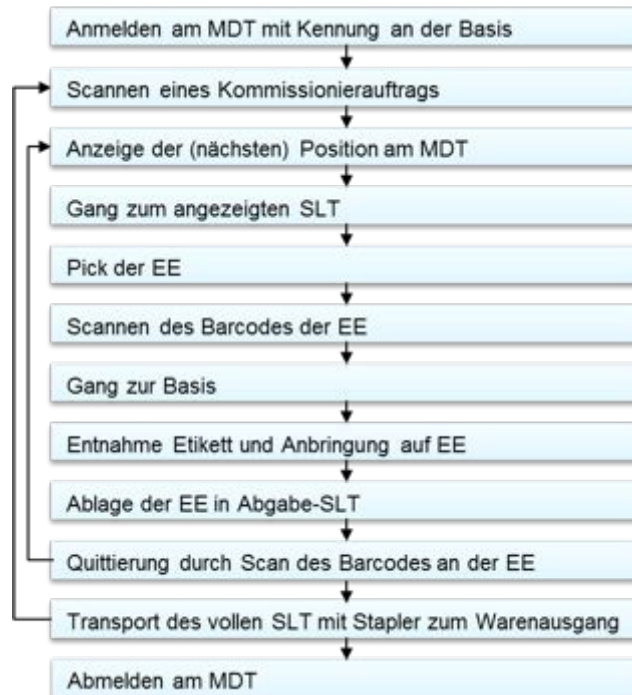 Anmelden am MDT mit Kennung an der Basis
Scannen eines Kommissionierauftrags
Anzeige der (nächsten) Position am MDT
Gang zum angezeigten SLT
Pick der EE
Scannen des Barcodes der EE
Gang zur Basis
Entnahme Etikett und Anbringung auf EE
Ablage der EE in Abgabe-SLT
Quittierung durch Scan des Barcodes an der EE
Transport des vollen SLT mit Stapler zum Warenausgang
Abmelden am MDT